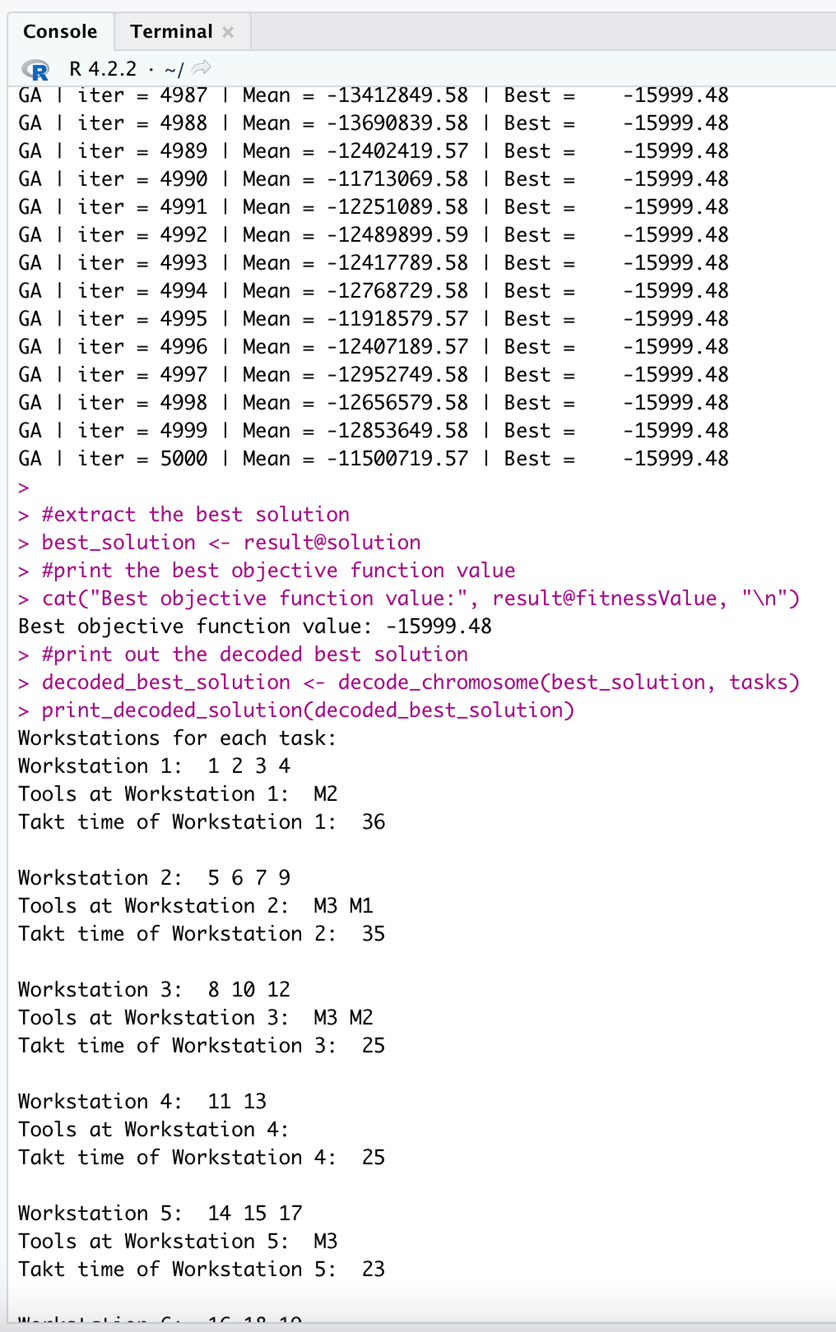 Console Terminal ×
R 4.2.2 · ~/
GA | iter = 4987 | Mean = -13412849.58 | Best =    -15999.48
GA | iter = 4988 | Mean = -13690839.58 | Best =    -15999.48
GA | iter = 4989 | Mean = -12402419.57 | Best =    -15999.48
GA | iter = 4990 | Mean = -11713069.58 | Best =    -15999.48
GA | iter = 4991 | Mean = -12251089.58 | Best =    -15999.48
GA | iter = 4992 | Mean = -12489899.59 | Best =    -15999.48
GA | iter = 4993 | Mean = -12417789.58 | Best =    -15999.48
GA | iter = 4994 | Mean = -12768729.58 | Best =    -15999.48
GA | iter = 4995 | Mean = -11918579.57 | Best =    -15999.48
GA | iter = 4996 | Mean = -12407189.57 | Best =    -15999.48
GA | iter = 4997 | Mean = -12952749.58 | Best =    -15999.48
GA | iter = 4998 | Mean = -12656579.58 | Best =    -15999.48
GA | iter = 4999 | Mean = -12853649.58 | Best =    -15999.48
GA | iter = 5000 | Mean = -11500719.57 | Best =    -15999.48
>
> #extract the best solution
> best_solution <- result@solution
> #print the best objective function value
> cat("Best objective function value:", result@fitnessValue, "\n")
Best objective function value: -15999.48
> #print out the decoded best solution
> decoded_best_solution <- decode_chromosome(best_solution, tasks)
> print_decoded_solution(decoded_best_solution)
Workstations for each task:
Workstation 1:  1 2 3 4
Tools at Workstation 1:  M2
Takt time of Workstation 1:  36
Workstation 2:  5 6 7 9
Tools at Workstation 2:  M3 M1
Takt time of Workstation 2:  35
Workstation 3:  8 10 12
Tools at Workstation 3:  M3 M2
Takt time of Workstation 3:  25
Workstation 4:  11 13
Tools at Workstation 4:
Takt time of Workstation 4:  25
Workstation 5:  14 15 17
Tools at Workstation 5:  M3
Takt time of Workstation 5:  23